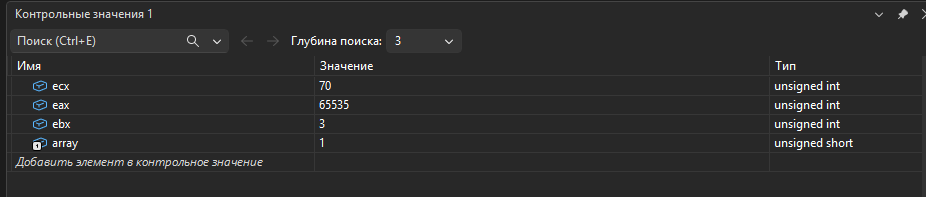 Контрольные значения 1
Поиск (Ctrl+E) Глубина поиска: 3
Имя Значение Тип
ecx 70 unsigned int
eax 65535 unsigned int
ebx 3 unsigned int
array 1 unsigned short
Добавить элемент в контрольное значение